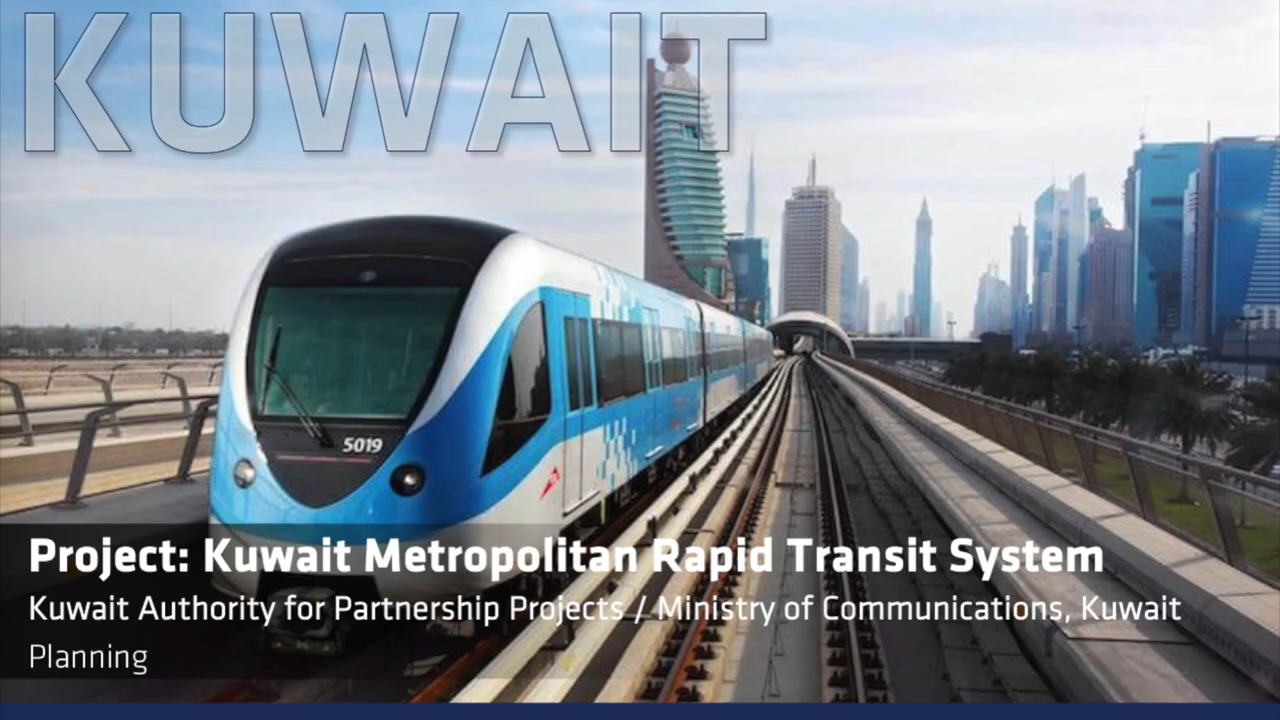 KUWAIT
5019
Project: Kuwait Metropolitan Rapid Transit System
Kuwait Authority for Partnership Projects / Ministry of Communications, Kuwait
Planning